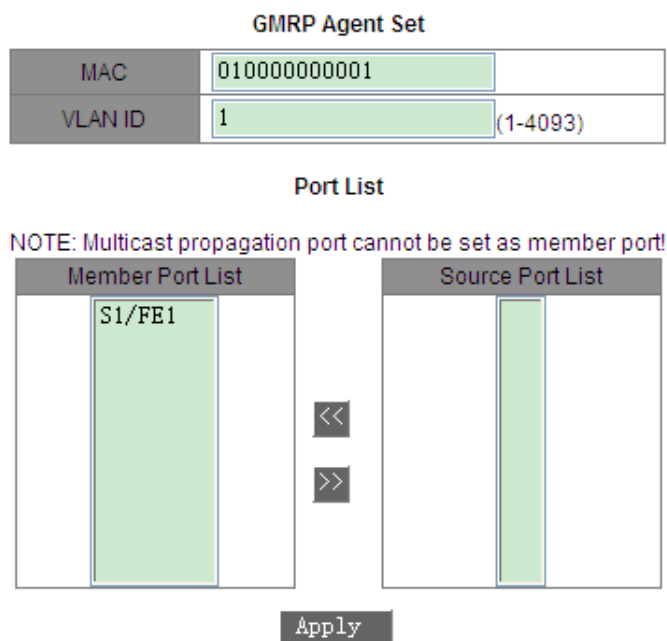 GMRP Agent Set
MAC 010000000001
VLAN ID 1 (1-4093)
Port List
NOTE: Multicast propagation port cannot be set as member port!
Member Port List Source Port List
S1/FE1
<<
>>
Apply